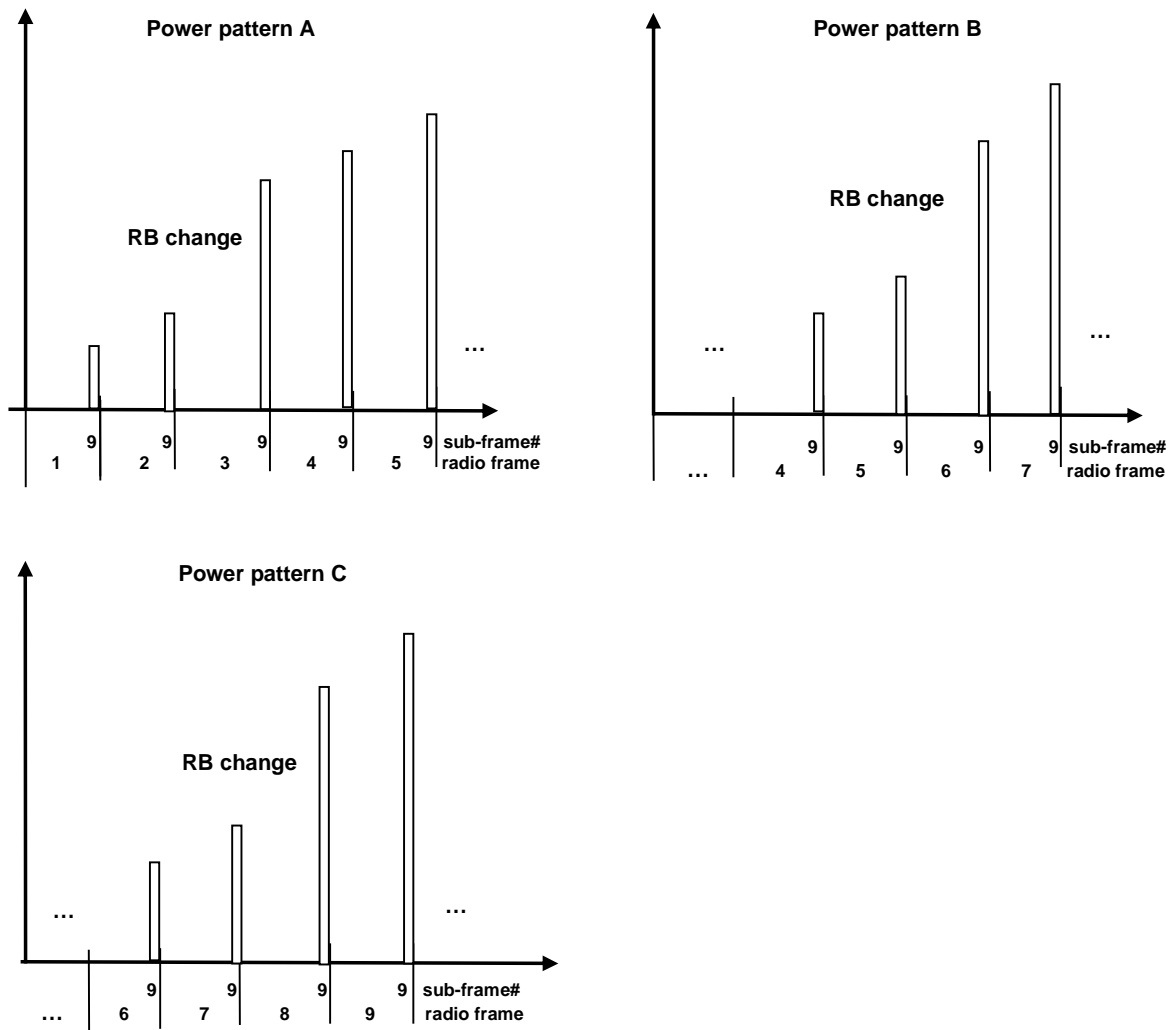 Power pattern A
RB change
...
9 9 9 9 9 sub-frame#
1 2 3 4 5 radio frame
Power pattern B
RB change
...
...
9 9 9 9 sub-frame#
... 4 5 6 7 radio frame
Power pattern C
RB change
...
...
9 9 9 9 sub-frame#
... 6 7 8 9 radio frame